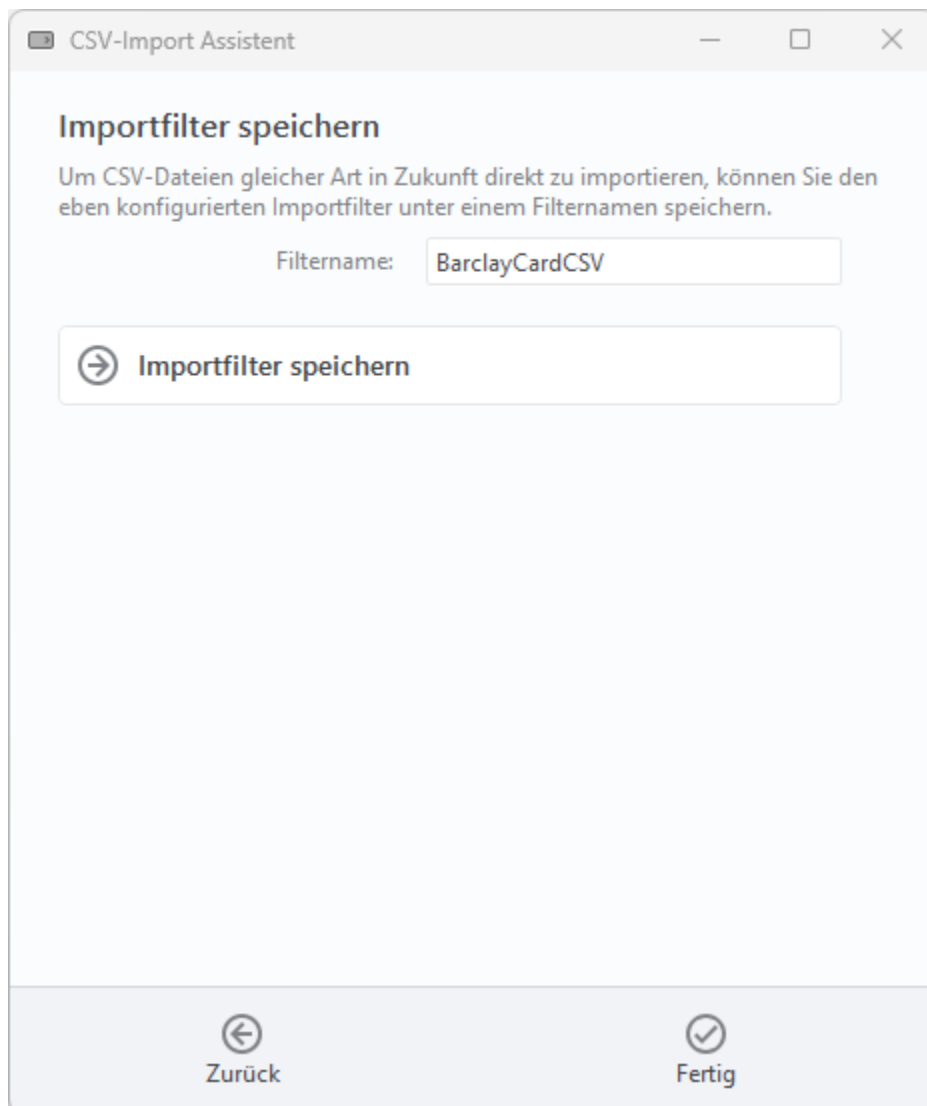 CSV-Import Assistent
Importfilter speichern
Um CSV-Dateien gleicher Art in Zukunft direkt zu importieren, können Sie den
eben konfigurierten Importfilter unter einem Filternamen speichern.
Filtername: BarclayCardCSV
Importfilter speichern
Zurück Fertig